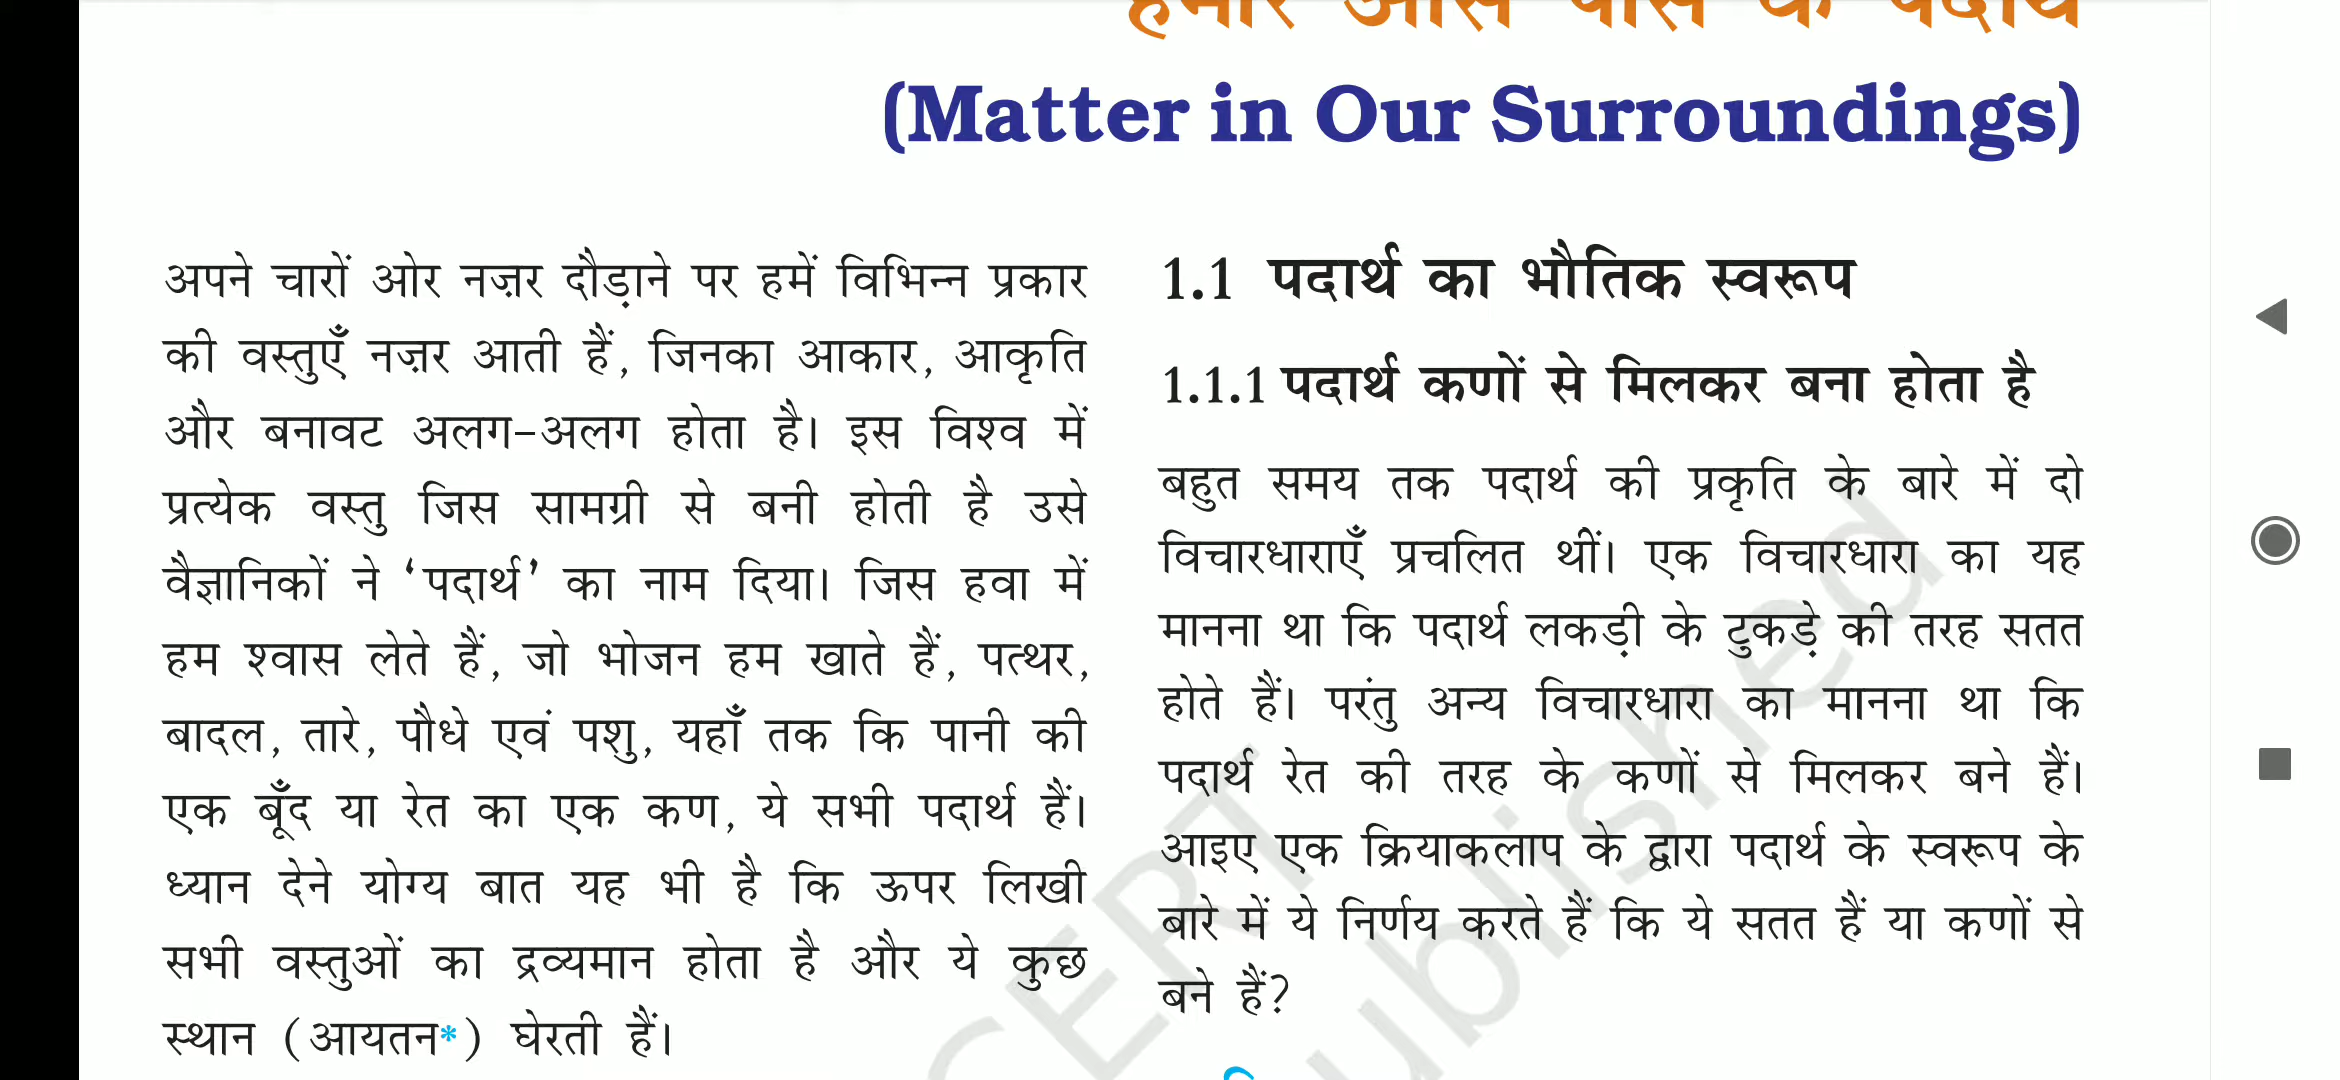 हमारे आस पास के पदार्थ
(Matter in Our Surroundings)
अपने चारों ओर नज़र दौड़ाने पर हमें विभिन्न प्रकार
की वस्तुएँ नज़र आती हैं, जिनका आकार, आकृति
और बनावट अलग-अलग होता है। इस विश्व में
प्रत्येक वस्तु जिस सामग्री से बनी होती है उसे
वैज्ञानिकों ने ‘पदार्थ’ का नाम दिया। जिस हवा में
हम श्वास लेते हैं, जो भोजन हम खाते हैं, पत्थर,
बादल, तारे, पौधे एवं पशु, यहाँ तक कि पानी की
एक बूँद या रेत का एक कण, ये सभी पदार्थ हैं।
ध्यान देने योग्य बात यह भी है कि ऊपर लिखी
सभी वस्तुओं का द्रव्यमान होता है और ये कुछ
स्थान (आयतन*) घेरती हैं।
1.1 पदार्थ का भौतिक स्वरूप
1.1.1 पदार्थ कणों से मिलकर बना होता है
बहुत समय तक पदार्थ की प्रकृति के बारे में दो
विचारधाराएँ प्रचलित थीं। एक विचारधारा का यह
मानना था कि पदार्थ लकड़ी के टुकड़े की तरह सतत
होते हैं। परंतु अन्य विचारधारा का मानना था कि
पदार्थ रेत की तरह के कणों से मिलकर बने हैं।
आइए एक क्रियाकलाप के द्वारा पदार्थ के स्वरूप के
बारे में ये निर्णय करते हैं कि ये सतत हैं या कणों से
बने हैं?